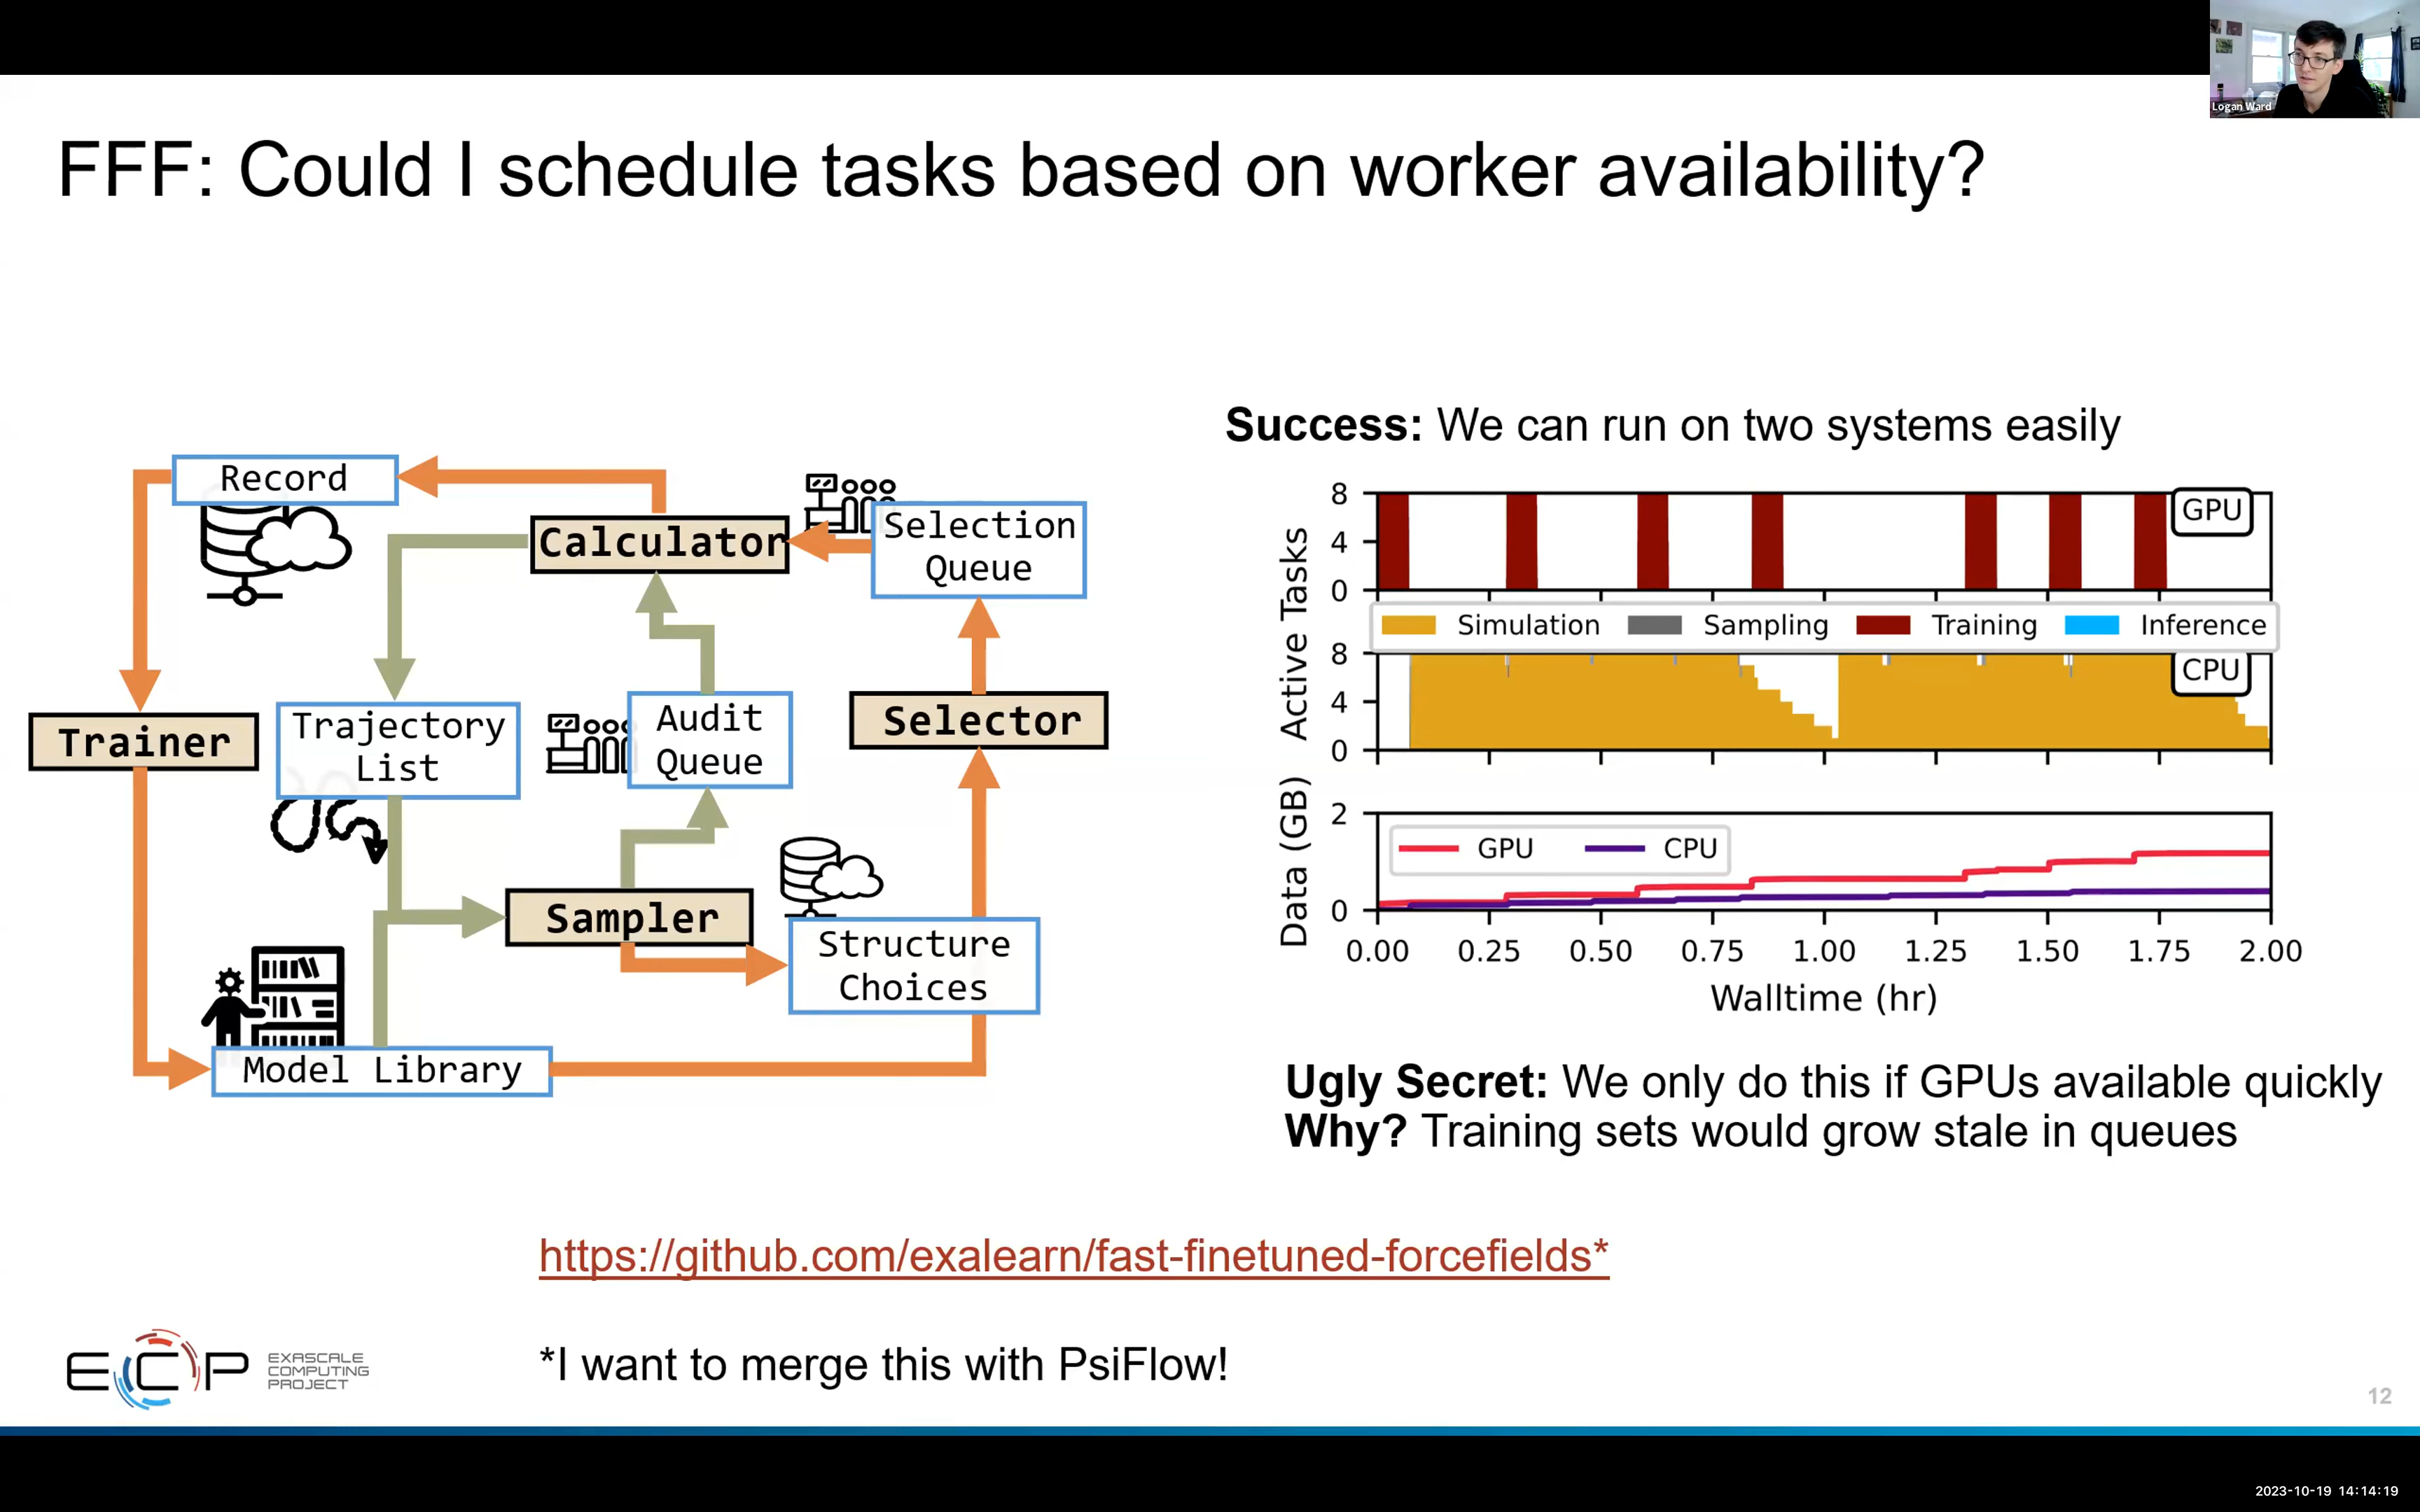 Logan Ward
FFF: Could I schedule tasks based on worker availability?
Record
Calculator
Selection
Queue
Trainer
Trajectory
List
Audit
Queue
Selector
Sampler
Structure
Choices
Model Library
Success: We can run on two systems easily
8
4
0
GPU
Active Tasks
Simulation
Sampling
Training
Inference
8
4
0
CPU
Data (GB)
2
0
GPU
CPU
0.00 0.25 0.50 0.75 1.00 1.25 1.50 1.75 2.00
Walltime (hr)
Ugly Secret: We only do this if GPUs available quickly
Why? Training sets would grow stale in queues
https://github.com/exalearn/fast-finetuned-forcefields*
*I want to merge this with PsiFlow!
ECP
EXASCALE
COMPUTING
PROJECT
12
2023-10-19 14:14:19